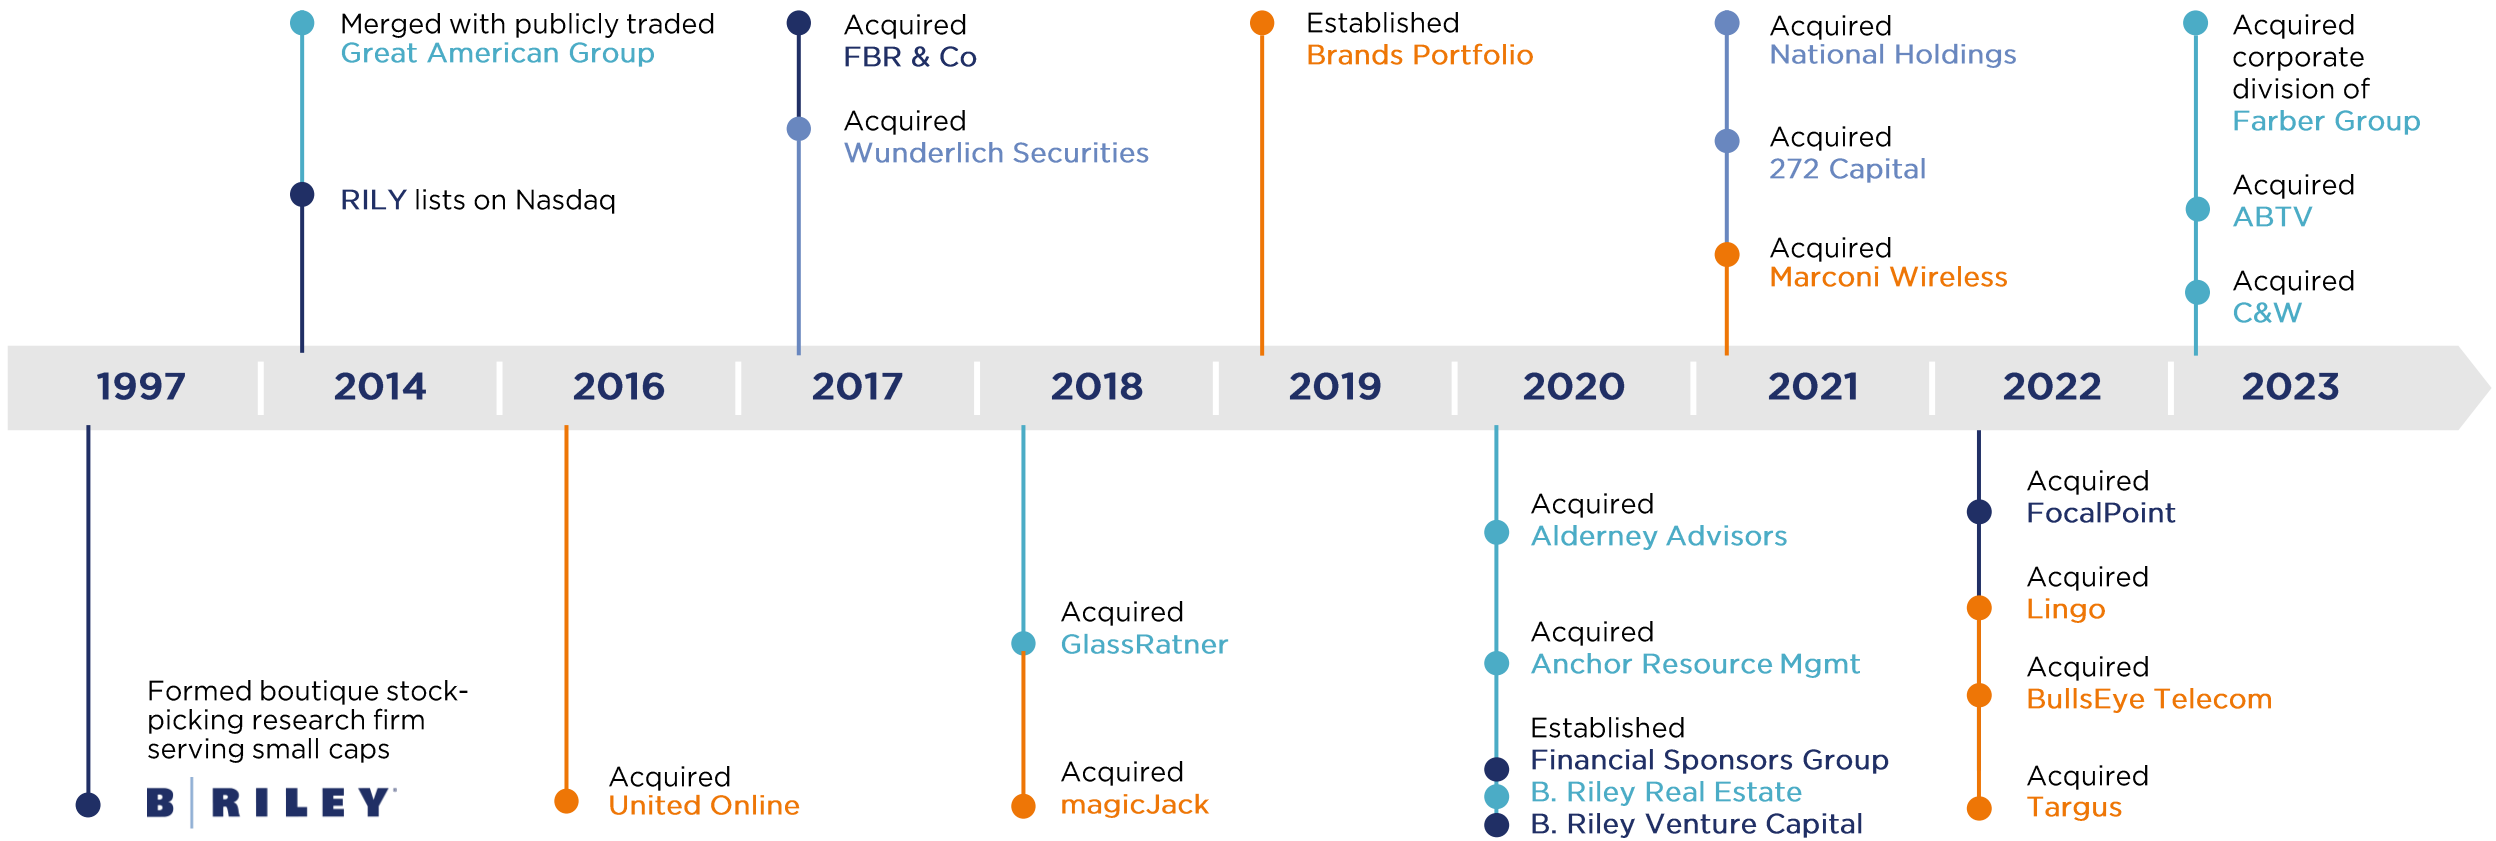 Merged with publicly traded
Great American Group
RILY lists on Nasdaq
Acquired
FBR & Co
Acquired
Wunderlich Securities
Established
Brands Portfolio
Acquired
National Holdings
Acquired
272 Capital
Acquired
Marconi Wireless
Acquired
corporate
division of
Farber Group
Acquired
ABTV
Acquired
C&W
1997
2014
2016
2017
2018
2019
2020
2021
2022
2023
Formed boutique stock-
picking research firm
serving small caps
B RILEY
Acquired
United Online
Acquired
GlassRatner
Acquired
magicJack
Acquired
Alderney Advisors
Acquired
Anchor Resource Mgmt
Established
Financial Sponsors Group
B. Riley Real Estate
B. Riley Venture Capital
Acquired
FocalPoint
Acquired
Lingo
Acquired
BullsEye Telecom
Acquired
Targus